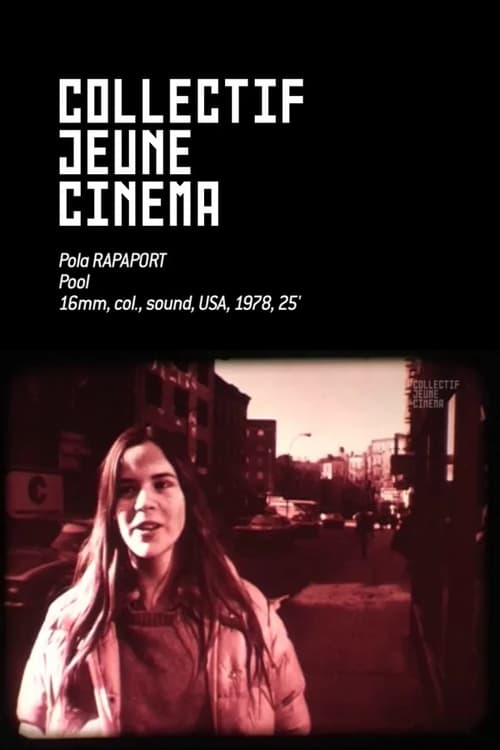 COLLECTIF
JEUNE
CINEMA
Pola RAPAPORT
Pool
16mm, col., sound, USA, 1978, 25'
COLLECTIF
JEUNE
CINEMA
C